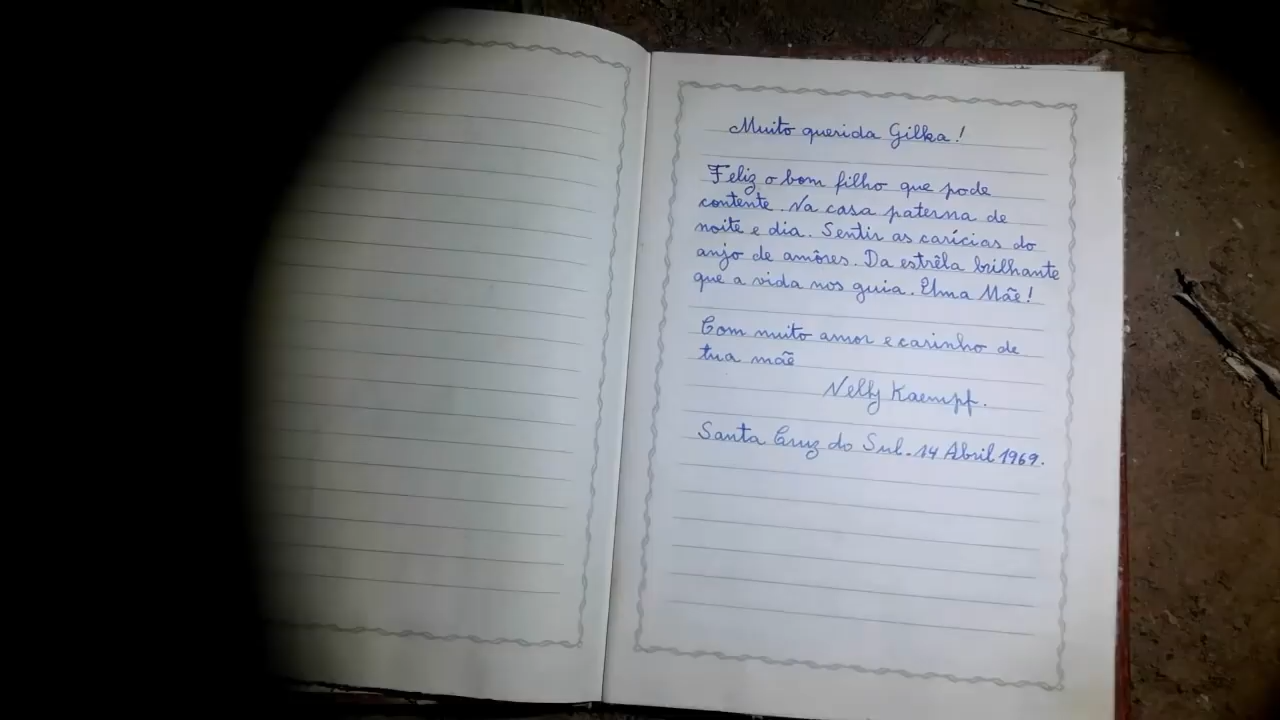 Muito querida Gilka!
Feliz o bom filho que pode
contente. Na casa paterna de
noite e dia. Sentir as carícias do
anjo de amôres. Da estrêla brilhante
que a vida nos guia. Uma Mãe!
Com muito amor e carinho de
tua mãe
Nelly Kaempf.
Santa Cruz do Sul. 14 Abril 1969.